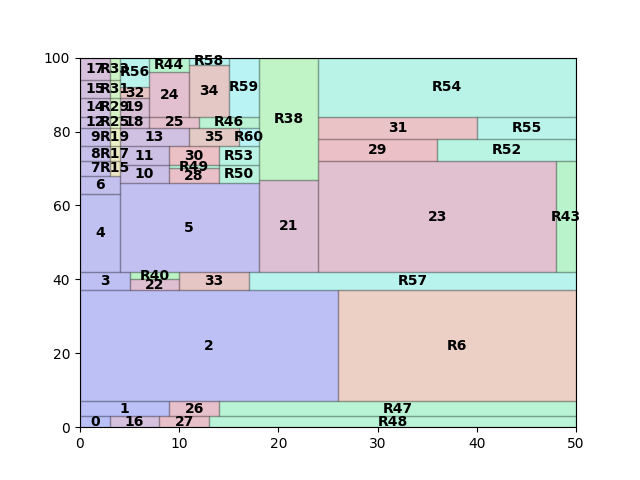 100 17 R33 R56 R44 R58
15 R31 32 24 34 R59 R54
14 R29 19
80 12 R25 18 25 R46 R38 31 R55
9 R19 13 35 R60
8 R17 11 30 R53 29 R52
7 R15 10 R49 28 R50
6
60
4 5 21 23 R43
40 3 R40 22 33 R57
20 2 R6
1 26 R47
0 0 16 27 R48
0 10 20 30 40 50